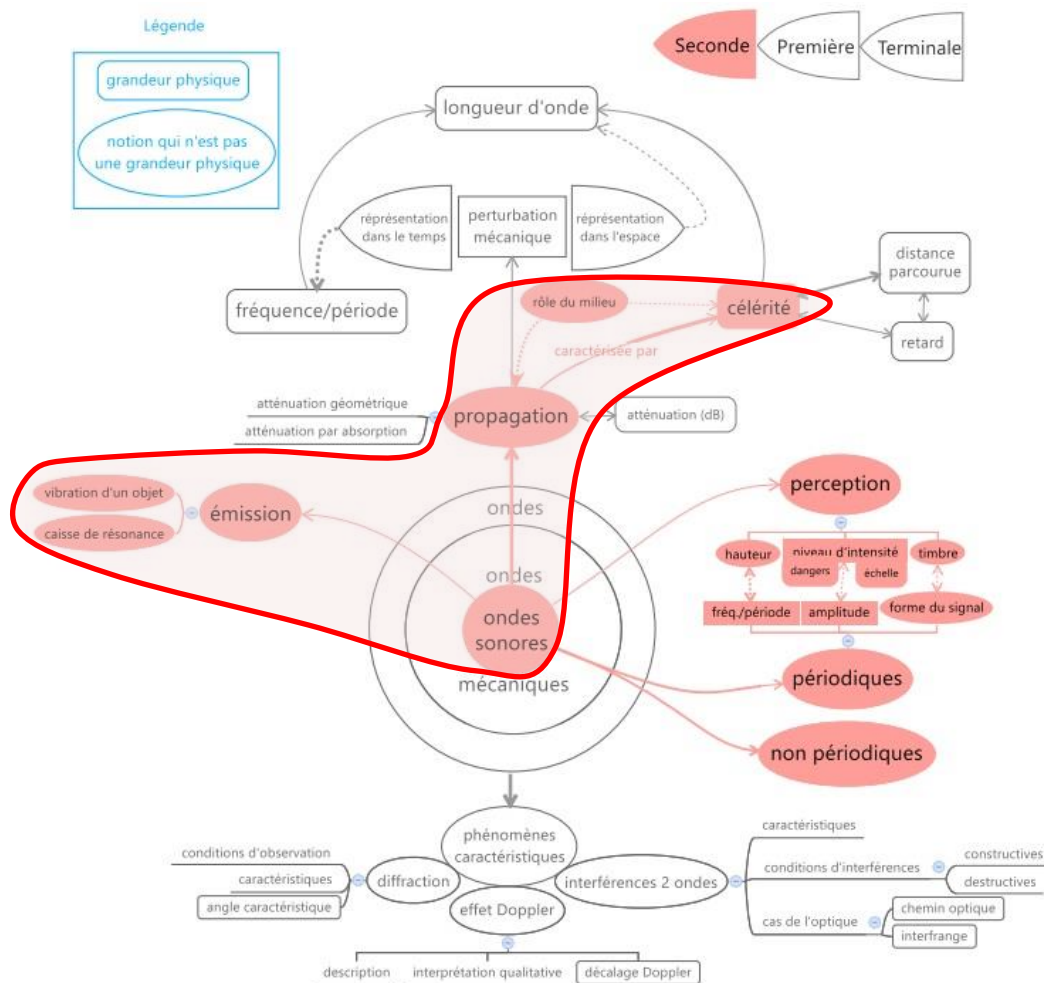 Légende
grandeur physique
notion qui n'est pas
une grandeur physique
Seconde
Première
Terminale
longueur d'onde
réprésentation
dans le temps
perturbation
mécanique
réprésentation
dans l'espace
distance
parcourue
fréquence/période
rôle du milieu
célérité
retard
caractérisée par
atténuation géométrique
atténuation par absorption
propagation
atténuation (dB)
vibration d'un objet
caisse de résonance
émission
ondes
perception
hauteur
niveau d'intensité
dangers
échelle
timbre
ondes
fréq./période
amplitude
forme du signal
ondes
sonores
mécaniques
périodiques
non périodiques
phénomènes
caractéristiques
conditions d'observation
caractéristiques
angle caractéristique
diffraction
effet Doppler
interférences 2 ondes
caractéristiques
conditions d'interférences
constructives
destructives
cas de l'optique
chemin optique
interfrange
description
interprétation qualitative
décalage Doppler